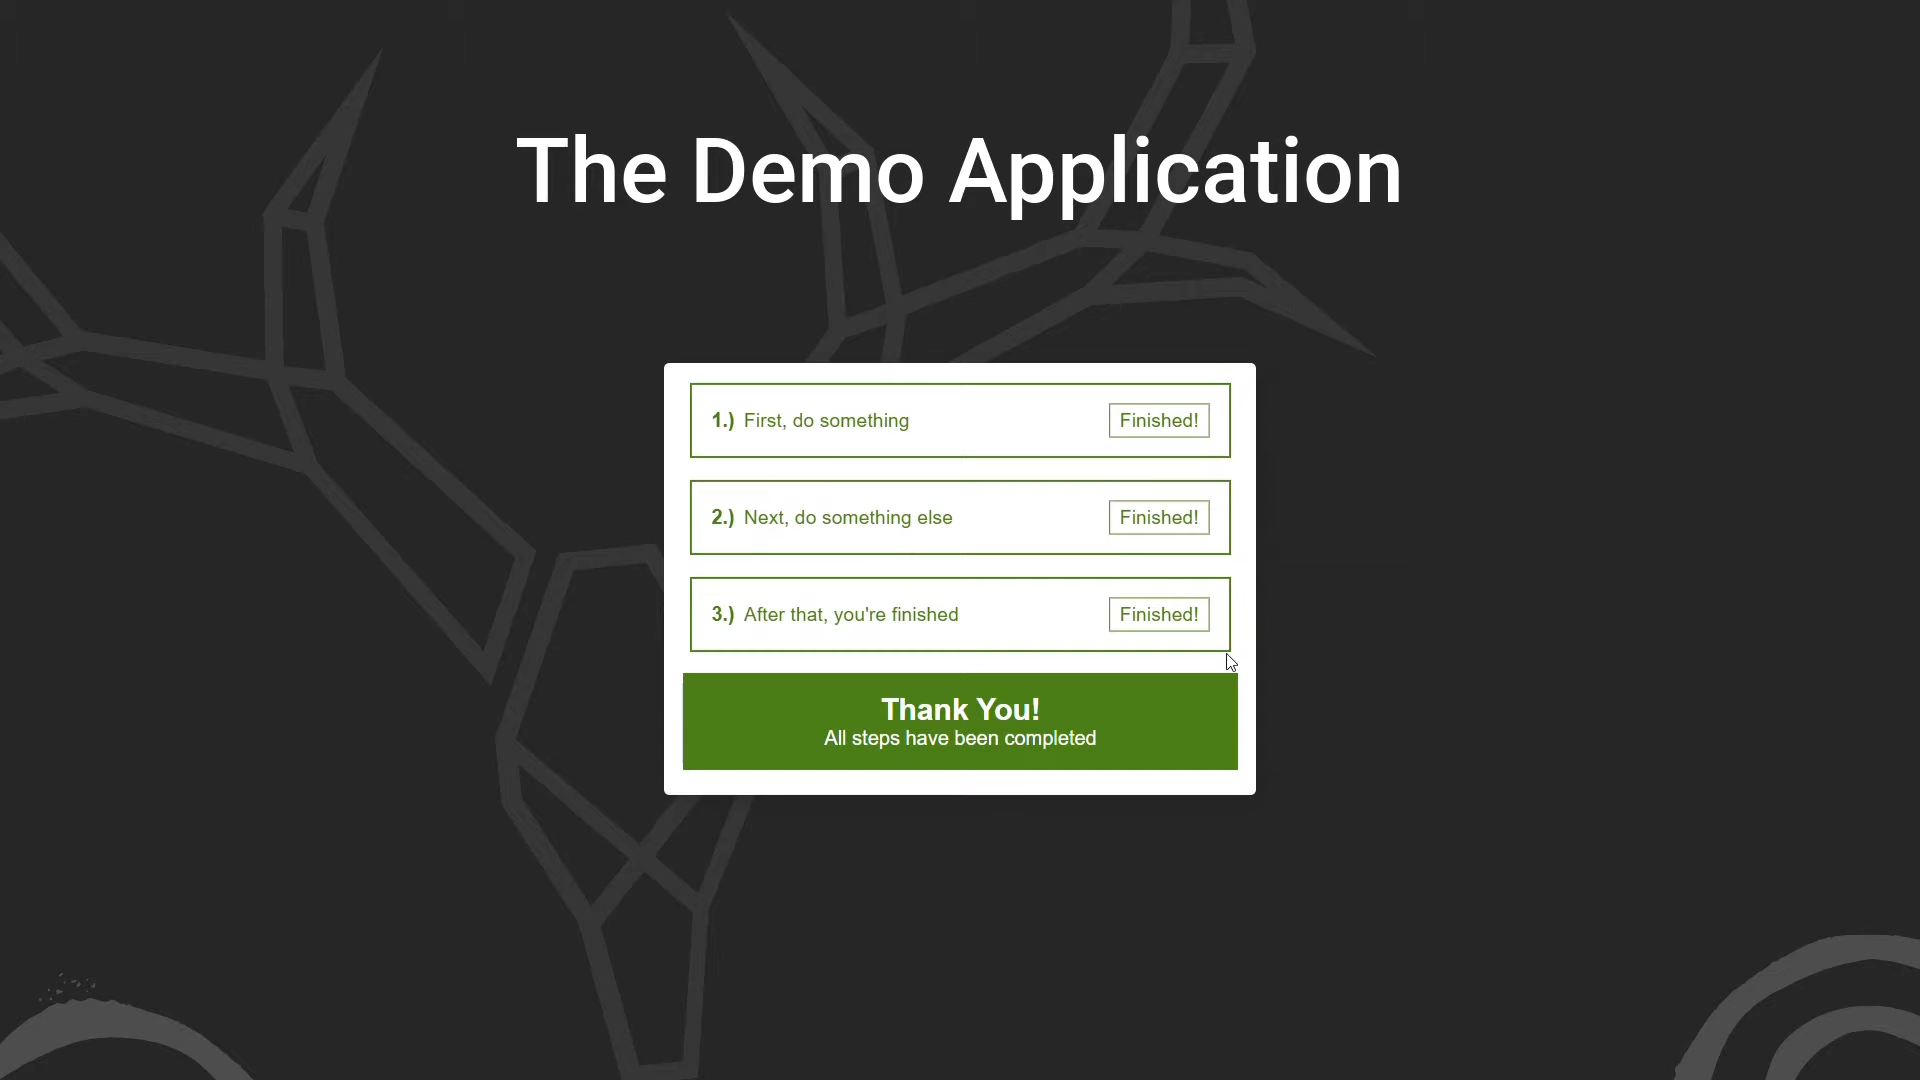 The Demo Application
1.) First, do something Finished!
2.) Next, do something else Finished!
3.) After that, you're finished Finished!
Thank You!
All steps have been completed